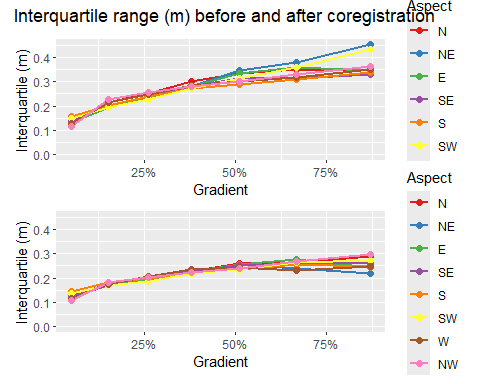 Interquartile range (m) before and after coregistration
Interquartile (m)
0.4
0.3
0.2
0.1
0.0
25%
50%
75%
Gradient
Aspect
N
NE
E
SE
S
SW
Interquartile (m)
0.4
0.3
0.2
0.1
0.0
25%
50%
75%
Gradient
Aspect
N
NE
E
SE
S
SW
W
NW